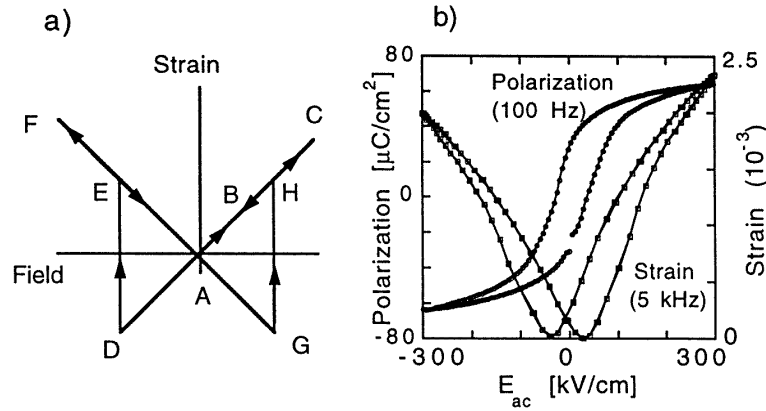 a)
Strain
F
C
E
B
H
Field
A
D
G
b)
80
0
-80
Polarization [μC/cm²]
Polarization
(100 Hz)
Strain
(5 kHz)
2.5
0
Strain (10⁻³)
-300
0
300
E_ac [kV/cm]